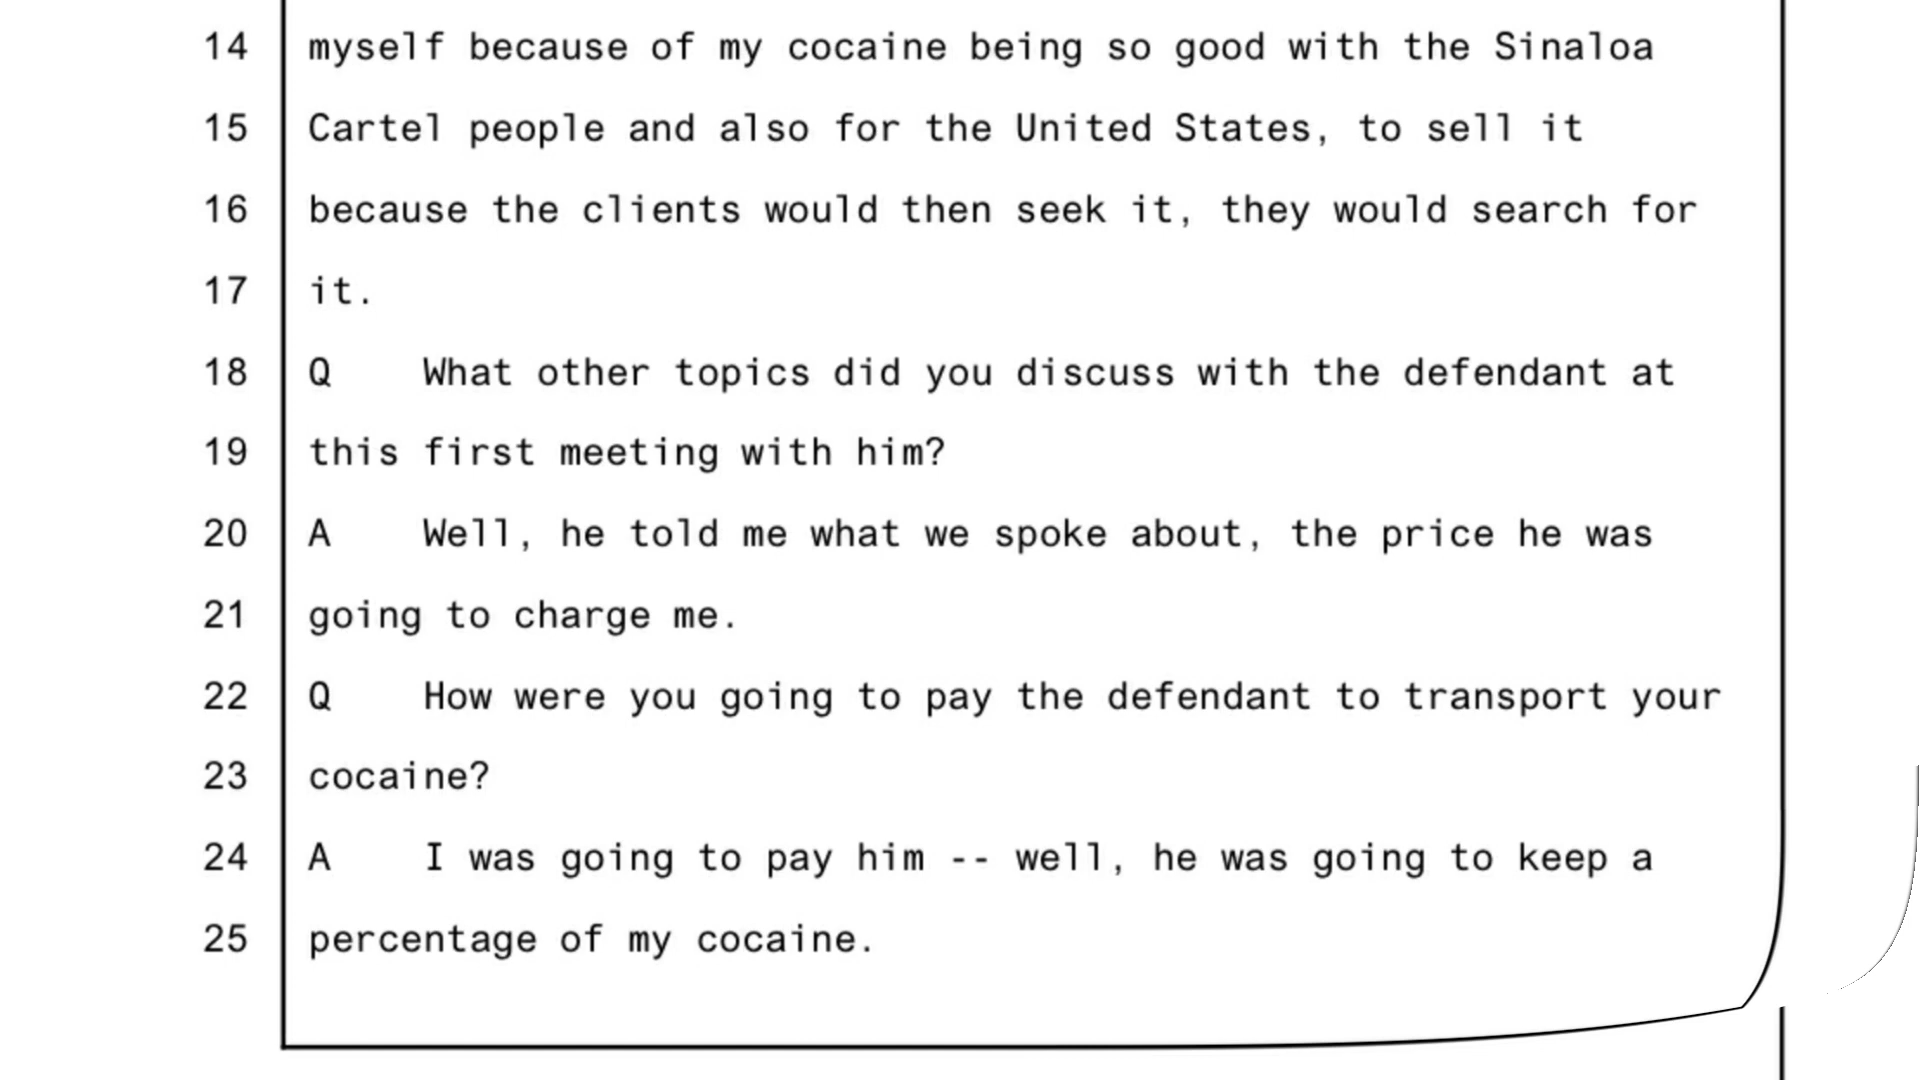 14 myself because of my cocaine being so good with the Sinaloa
15 Cartel people and also for the United States, to sell it
16 because the clients would then seek it, they would search for
17 it.
18 Q What other topics did you discuss with the defendant at
19 this first meeting with him?
20 A Well, he told me what we spoke about, the price he was
21 going to charge me.
22 Q How were you going to pay the defendant to transport your
23 cocaine?
24 A I was going to pay him -- well, he was going to keep a
25 percentage of my cocaine.